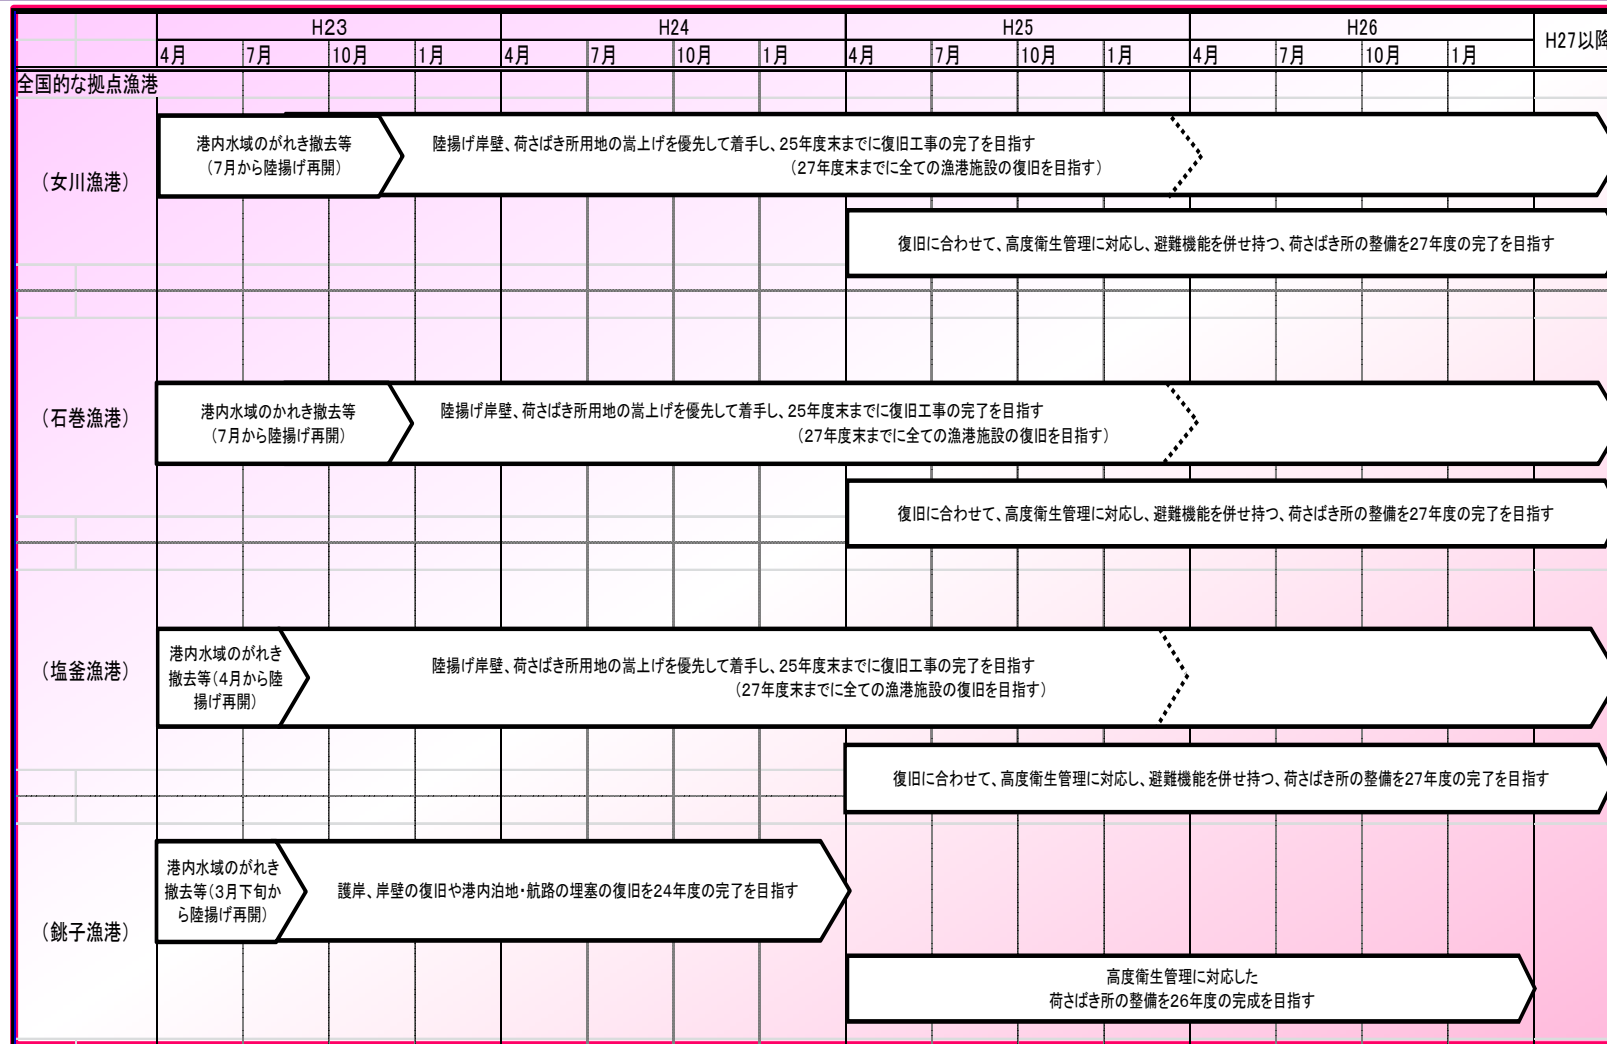 H23 H24 H25 H26 H27以降
4月 7月 10月 1月 4月 7月 10月 1月 4月 7月 10月 1月 4月 7月 10月 1月
全国的な拠点漁港
(女川漁港)
港内水域のがれき撤去等
(7月から陸揚げ再開)
陸揚げ岸壁、荷さばき所用地の嵩上げを優先して着手し、25年度末までに復旧工事の完了を目指す
(27年度末までに全ての漁港施設の復旧を目指す)
復旧に合わせて、高度衛生管理に対応し、避難機能を併せ持つ、荷さばき所の整備を27年度の完了を目指す
(石巻漁港)
港内水域のかれき撤去等
(7月から陸揚げ再開)
陸揚げ岸壁、荷さばき所用地の嵩上げを優先して着手し、25年度末までに復旧工事の完了を目指す
(27年度末までに全ての漁港施設の復旧を目指す)
復旧に合わせて、高度衛生管理に対応し、避難機能を併せ持つ、荷さばき所の整備を27年度の完了を目指す
(塩釜漁港)
港内水域のがれき
撤去等(4月から陸
揚げ再開)
陸揚げ岸壁、荷さばき所用地の嵩上げを優先して着手し、25年度末までに復旧工事の完了を目指す
(27年度末までに全ての漁港施設の復旧を目指す)
復旧に合わせて、高度衛生管理に対応し、避難機能を併せ持つ、荷さばき所の整備を27年度の完了を目指す
(銚子漁港)
港内水域のがれき
撤去等(3月下旬か
ら陸揚げ再開)
護岸、岸壁の復旧や港内泊地・航路の埋塞の復旧を24年度の完了を目指す
高度衛生管理に対応した
荷さばき所の整備を26年度の完成を目指す